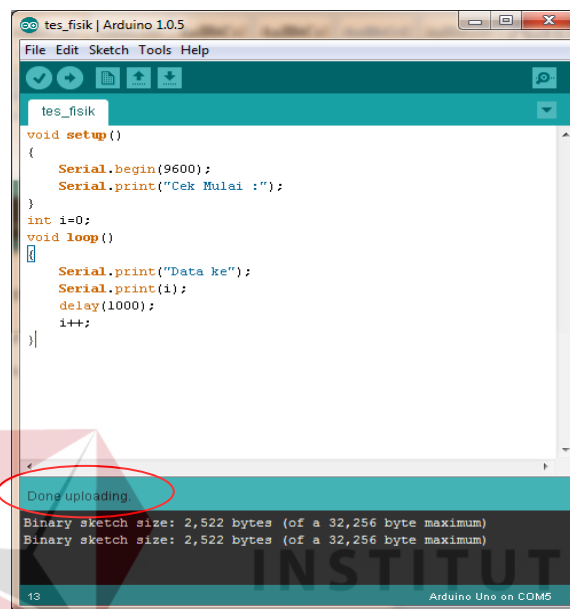 tes_fisik | Arduino 1.0.5
File Edit Sketch Tools Help
tes_fisik
void setup()
{
    Serial.begin(9600);
    Serial.print("Cek Mulai :");
}
int i=0;
void loop()
{
    Serial.print("Data ke");
    Serial.print(i);
    delay(1000);
    i++;
}
Done uploading.
Binary sketch size: 2,522 bytes (of a 32,256 byte maximum)
Binary sketch size: 2,522 bytes (of a 32,256 byte maximum)
INSTITUT
13 Arduino Uno on COM5